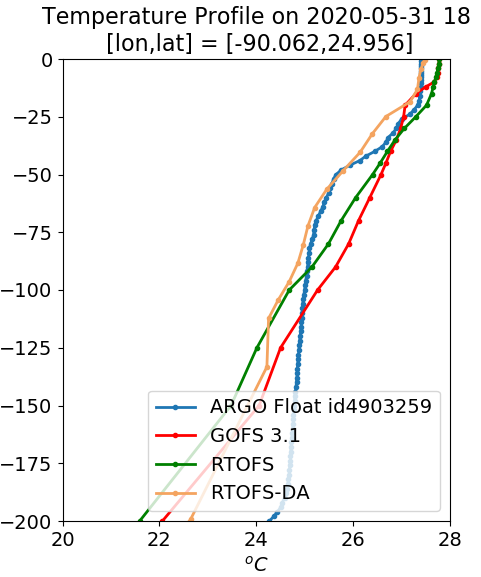 Temperature Profile on 2020-05-31 18
[lon,lat] = [-90.062,24.956]
0
−25
−50
−75
−100
−125
−150
−175
−200
ARGO Float id4903259
GOFS 3.1
RTOFS
RTOFS-DA
20 22 24 26 28
°C